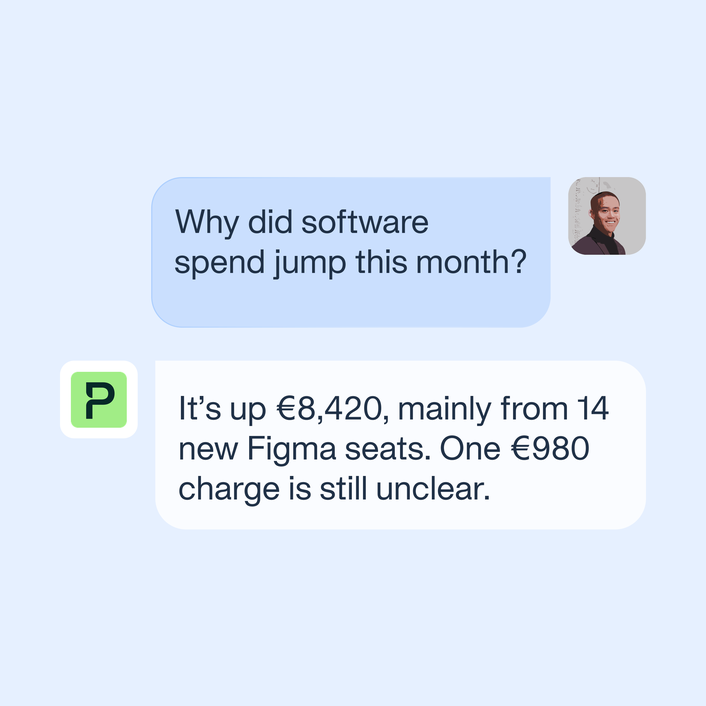 Why did software
spend jump this month?
P
It’s up €8,420, mainly from 14
new Figma seats. One €980
charge is still unclear.